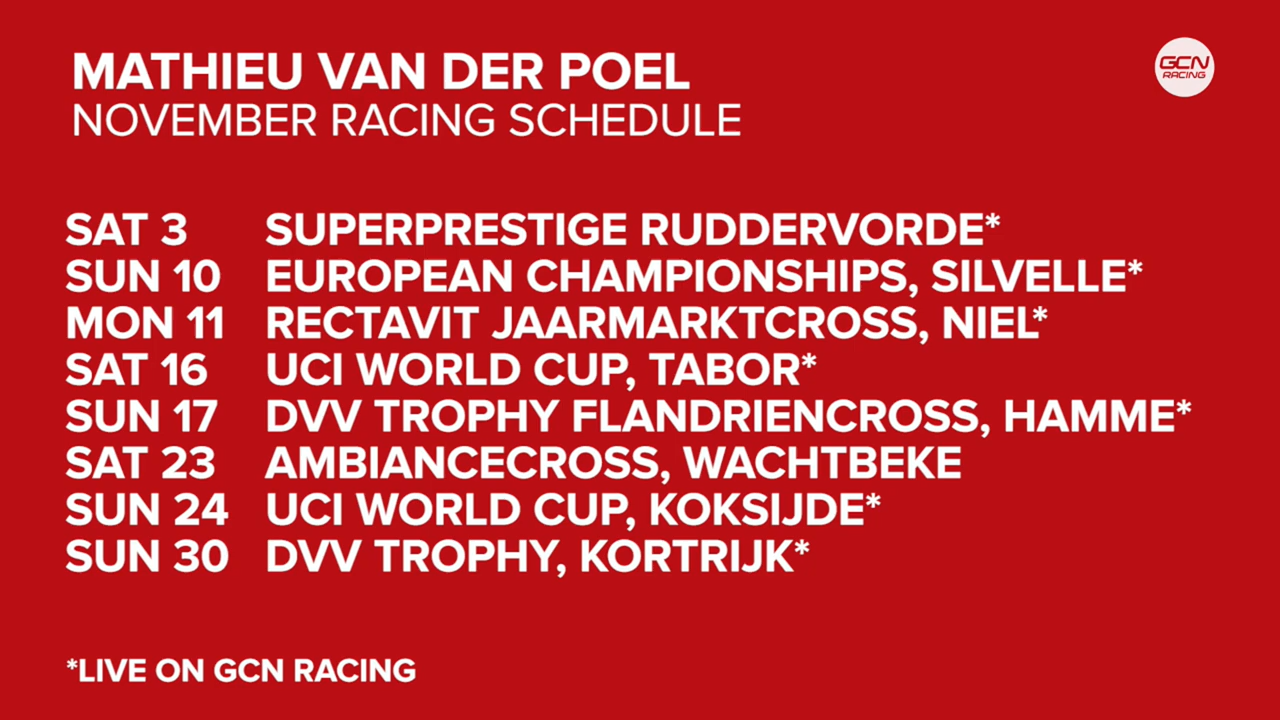 MATHIEU VAN DER POEL
NOVEMBER RACING SCHEDULE
GCN
RACING
SAT 3 SUPERPRESTIGE RUDDERVORDE*
SUN 10 EUROPEAN CHAMPIONSHIPS, SILVELLE*
MON 11 RECTAVIT JAARMARKTCROSS, NIEL*
SAT 16 UCI WORLD CUP, TABOR*
SUN 17 DVV TROPHY FLANDRIENCROSS, HAMME*
SAT 23 AMBIANCECROSS, WACHTBEKE
SUN 24 UCI WORLD CUP, KOKSIJDE*
SUN 30 DVV TROPHY, KORTRIJK*
*LIVE ON GCN RACING